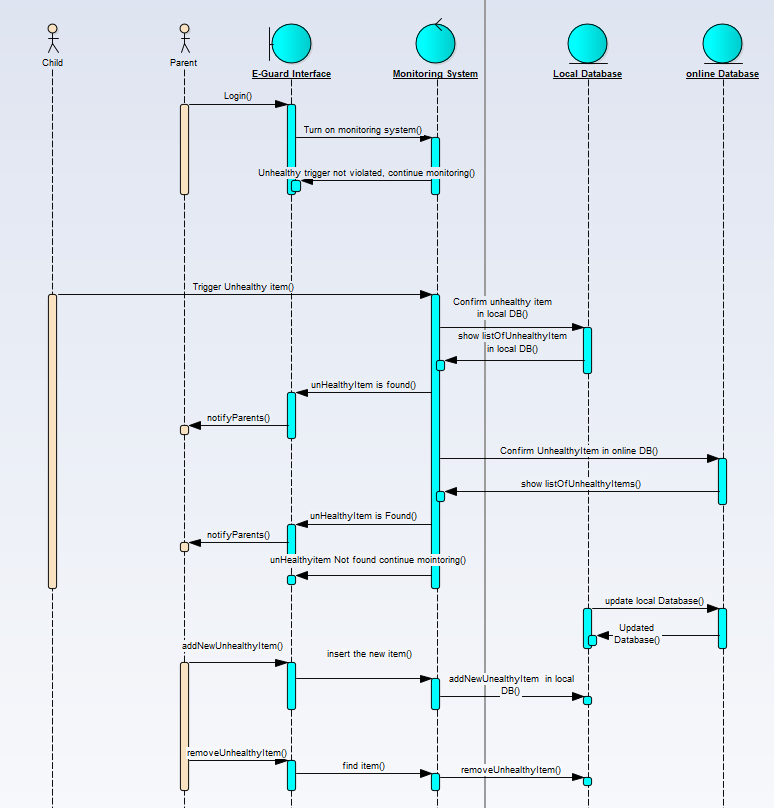 Child
Parent
E-Guard Interface
Monitoring System
Local Database
online Database
Login()
Turn on monitoring system()
Unhealthy trigger not violated, continue monitoring()
Trigger Unhealthy item()
Confirm unhealthy item
in local DB()
show listOfUnhealthyItem
in local DB()
unHealthyItem is found()
notifyParents()
Confirm UnhealthyItem in online DB()
show listOfUnhealthyItems()
unHealthyItem is Found()
notifyParents()
unHealthyitem Not found continue mointoring()
update local Database()
Updated
Database()
addNewUnhealthyItem()
insert the new item()
addNewUnealthyItem in local
DB()
removeUnhealthyItem()
find item()
removeUnhealthyItem()